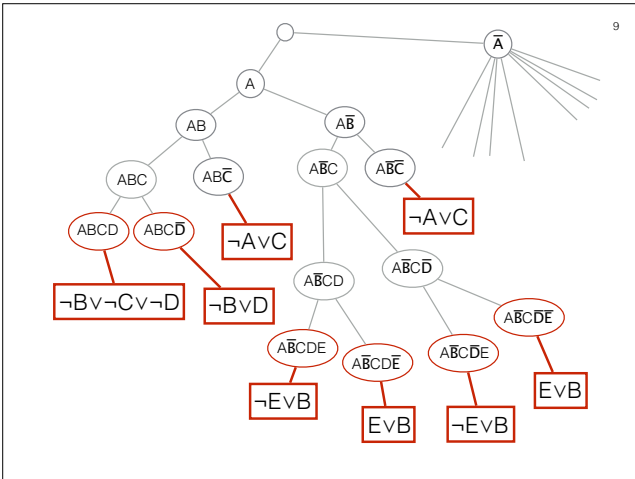 9
A̅
A
AB
AB̅
ABC
ABC̅
AB̅C
AB̅C̅
ABCD
ABCD̅
¬A∨C
¬A∨C
¬B∨¬C∨¬D
¬B∨D
AB̅CD
AB̅CD̅
AB̅CDE
AB̅CDE̅
AB̅CD̅E
AB̅CD̅E̅
¬E∨B
E∨B
¬E∨B
E∨B